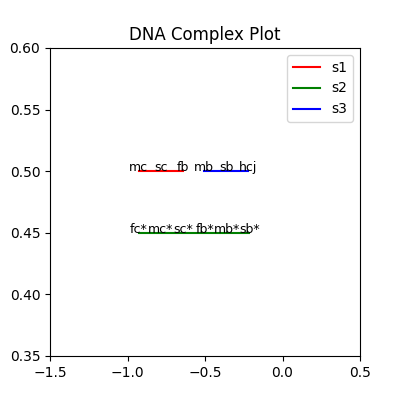 DNA Complex Plot
0.60
s1
s2
s3
0.55
0.50
mc sc fb mb sb hcj
0.45
fc* mc* sc* fb* mb* sb*
0.40
0.35
−1.5 −1.0 −0.5 0.0 0.5